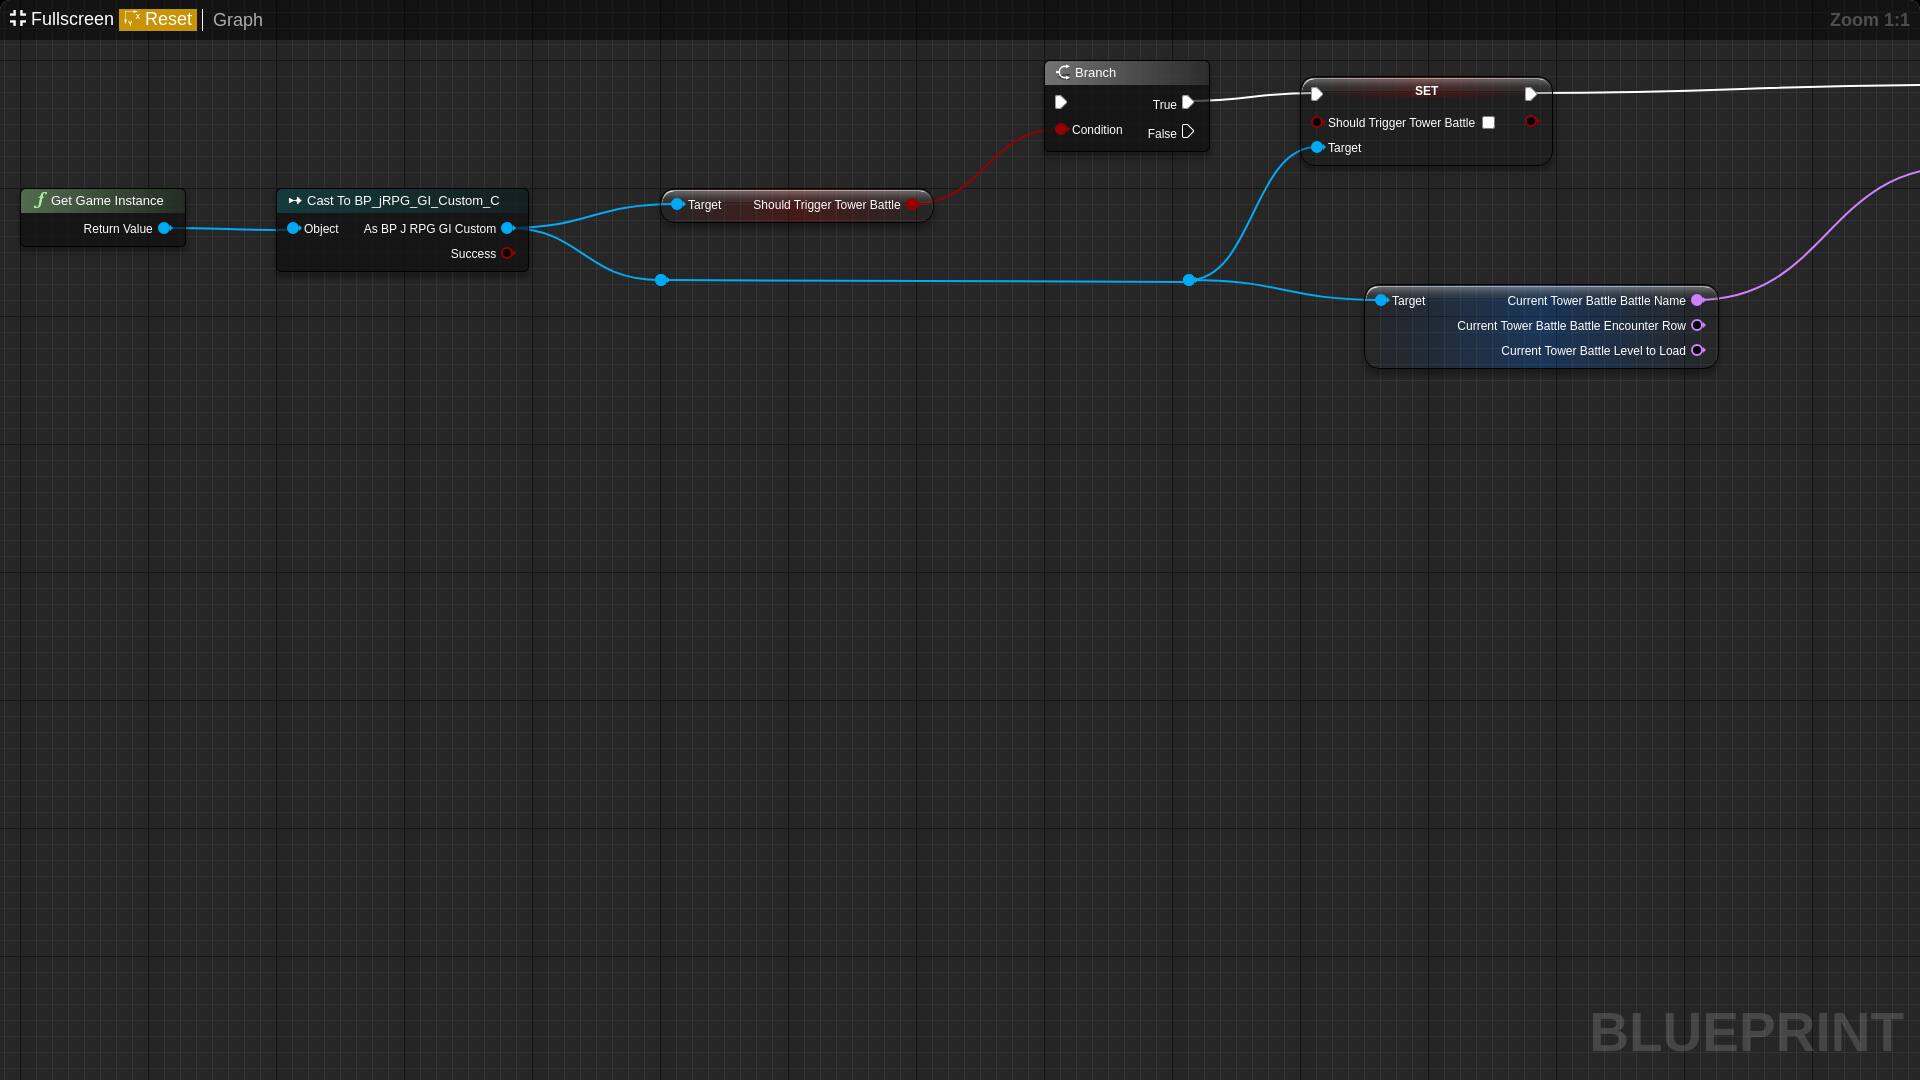 Fullscreen Reset Graph Zoom 1:1
Branch
True
Condition
False
SET
Should Trigger Tower Battle
Target
Get Game Instance
Return Value
Cast To BP_jRPG_GI_Custom_C
Object As BP J RPG GI Custom
Success
Target Should Trigger Tower Battle
Target Current Tower Battle Battle Name
Current Tower Battle Battle Encounter Row
Current Tower Battle Level to Load
BLUEPRINT